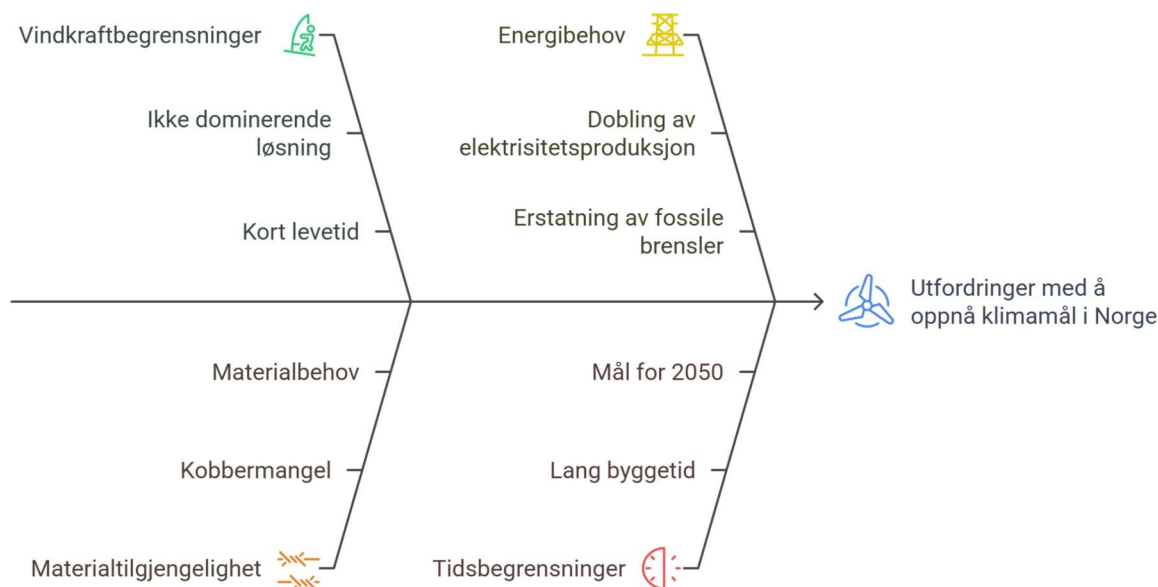 Vindkraftbegrensninger
Ikke dominerende
løsning
Kort levetid
Energibehov
Dobling av
elektrisitetsproduksjon
Erstatning av fossile
brensler
Utfordringer med å
oppnå klimamål i Norge
Materialbehov
Kobbermangel
Materialtilgjengelighet
Mål for 2050
Lang byggetid
Tidsbegrensninger